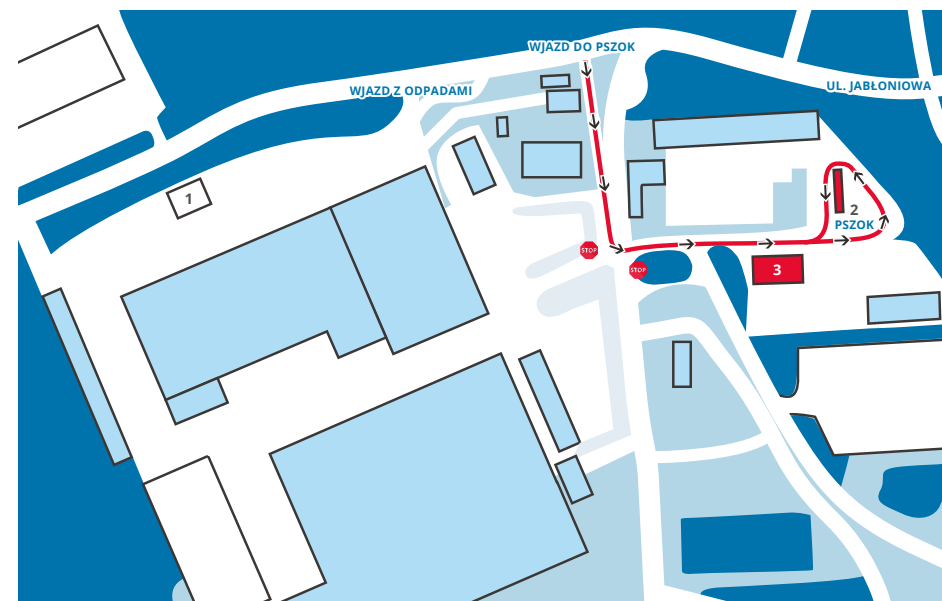 WJAZD DO PSZOK
WJAZD Z ODPADAMI
UL. JABŁONIOWA
1
2
PSZOK
STOP
STOP
3